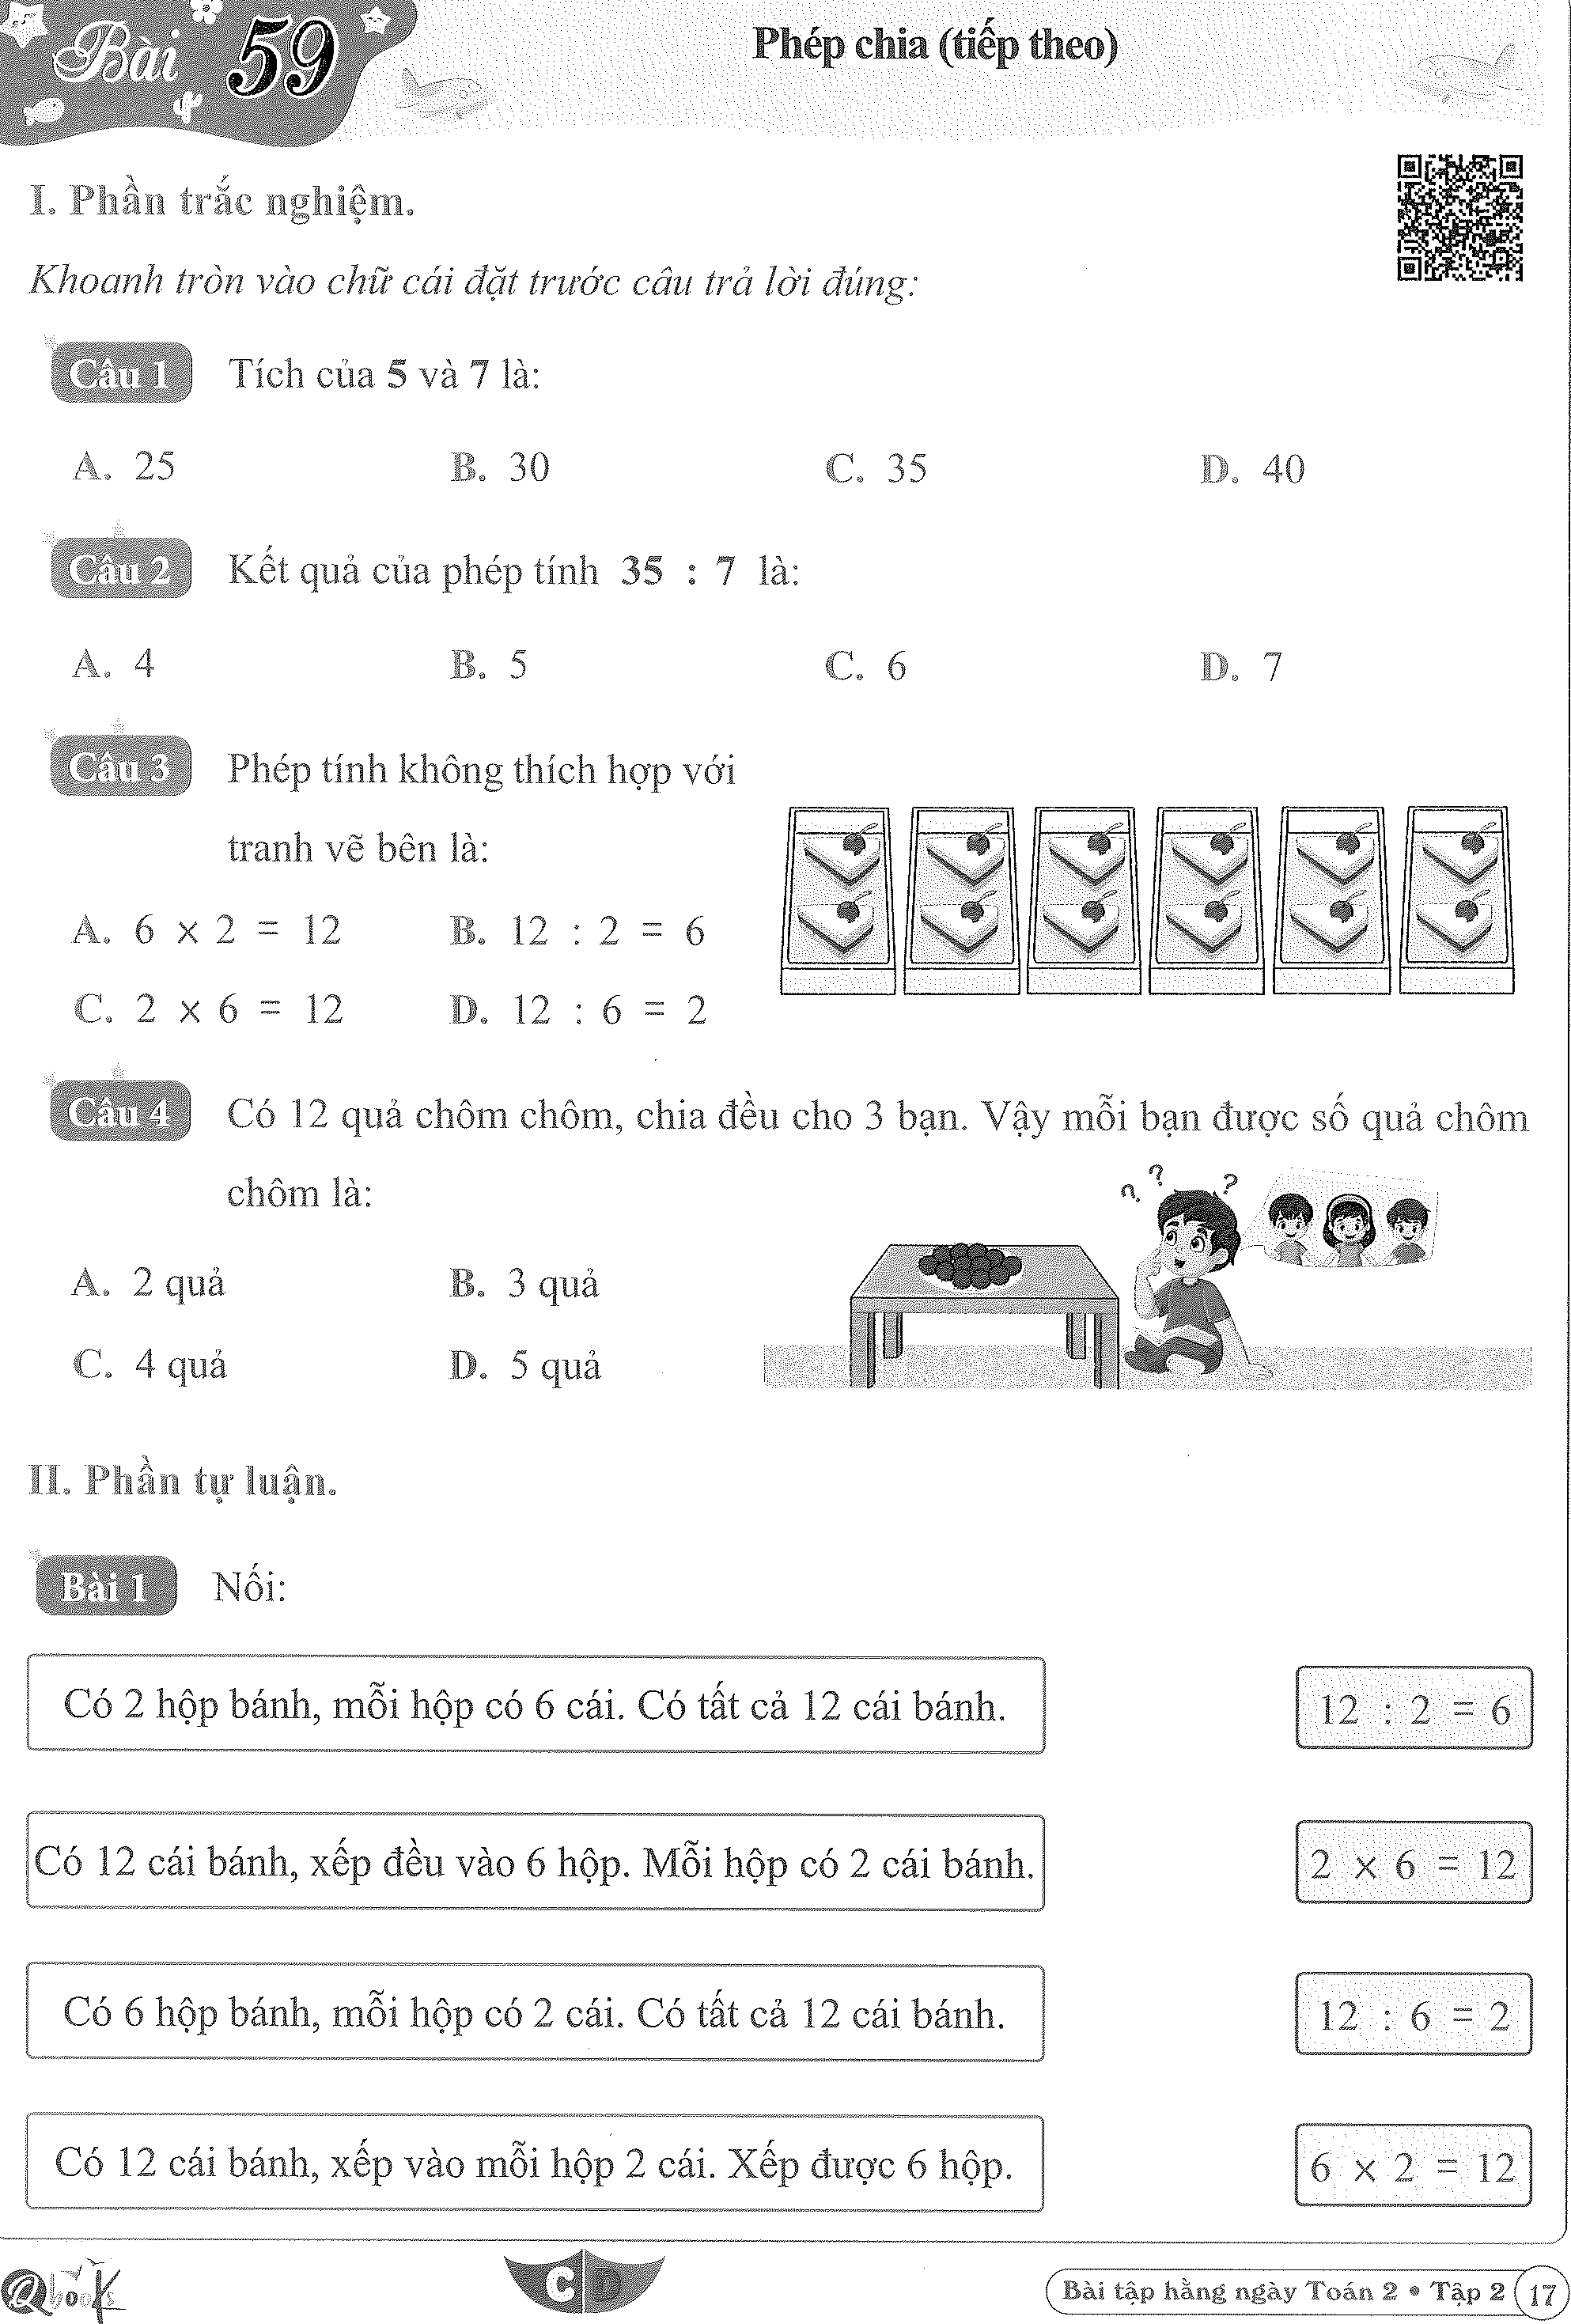 Bài 59
Phép chia (tiếp theo)
I. Phần trắc nghiệm.
Khoanh tròn vào chữ cái đặt trước câu trả lời đúng:
Câu 1 Tích của 5 và 7 là:
A. 25 B. 30 C. 35 D. 40
Câu 2 Kết quả của phép tính 35 : 7 là:
A. 4 B. 5 C. 6 D. 7
Câu 3 Phép tính không thích hợp với
tranh vẽ bên là:
A. 6 × 2 = 12 B. 12 : 2 = 6
C. 2 × 6 = 12 D. 12 : 6 = 2
Câu 4 Có 12 quả chôm chôm, chia đều cho 3 bạn. Vậy mỗi bạn được số quả chôm
chôm là:
? ? ?
A. 2 quả B. 3 quả
C. 4 quả D. 5 quả
II. Phần tự luận.
Bài 1 Nối:
Có 2 hộp bánh, mỗi hộp có 6 cái. Có tất cả 12 cái bánh. 12 : 2 = 6
Có 12 cái bánh, xếp đều vào 6 hộp. Mỗi hộp có 2 cái bánh. 2 × 6 = 12
Có 6 hộp bánh, mỗi hộp có 2 cái. Có tất cả 12 cái bánh. 12 : 6 = 2
Có 12 cái bánh, xếp vào mỗi hộp 2 cái. Xếp được 6 hộp. 6 × 2 = 12
C D
Bài tập hằng ngày Toán 2 • Tập 2 17